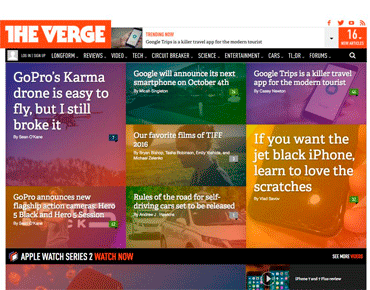 THE VERGE
TRENDING NOW
Google Trips is a killer travel app for the modern tourist
16
NEW ARTICLES
LOG IN | SIGN UP
LONGFORM
REVIEWS
VIDEO
TECH
CIRCUIT BREAKER
SCIENCE
ENTERTAINMENT
CARS
TL;DR
FORUMS
GoPro's Karma
drone is easy to
fly, but I still
broke it
By Sean O'Kane
Google will announce its next
smartphone on October 4th
By Micah Singleton
Google Trips is a killer travel
app for the modern tourist
By Casey Newton
Our favorite films of TIFF
2016
By Bryan Bishop, Tasha Robinson, Emily Yoshida, and
Michael Zelenko
If you want the
jet black iPhone,
learn to love the
scratches
By Vlad Savov
GoPro announces new
flagship action cameras: Hero
5 Black and Hero 5 Session
By Sean O'Kane
Rules of the road for self-
driving cars set to be released
By Andrew J. Hawkins
APPLE WATCH SERIES 2 WATCH NOW
SEE MORE VIDEOS
iPhone 7 and 7 Plus review